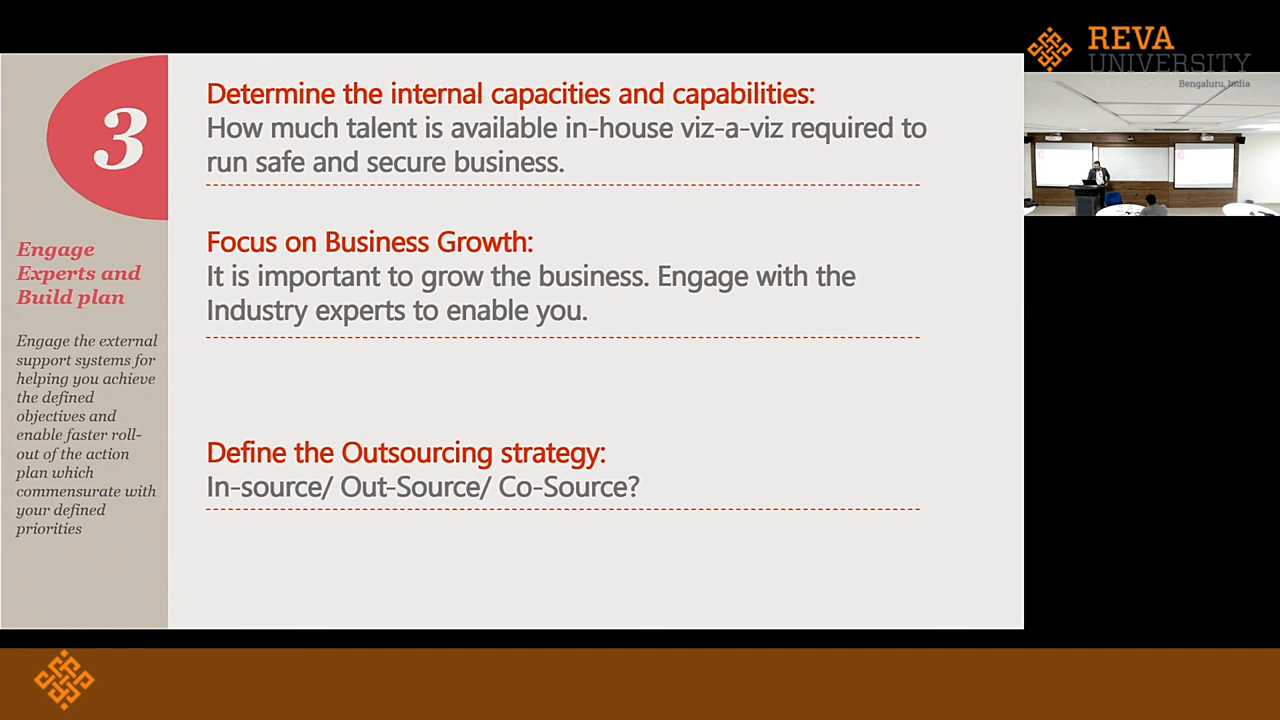 REVA
UNIVERSITY
Bengaluru, India
3
Engage
Experts and
Build plan
Engage the external
support systems for
helping you achieve
the defined
objectives and
enable faster roll-
out of the action
plan which
commensurate with
your defined
priorities
Determine the internal capacities and capabilities:
How much talent is available in-house viz-a-viz required to
run safe and secure business.
Focus on Business Growth:
It is important to grow the business. Engage with the
Industry experts to enable you.
Define the Outsourcing strategy:
In-source/ Out-Source/ Co-Source?